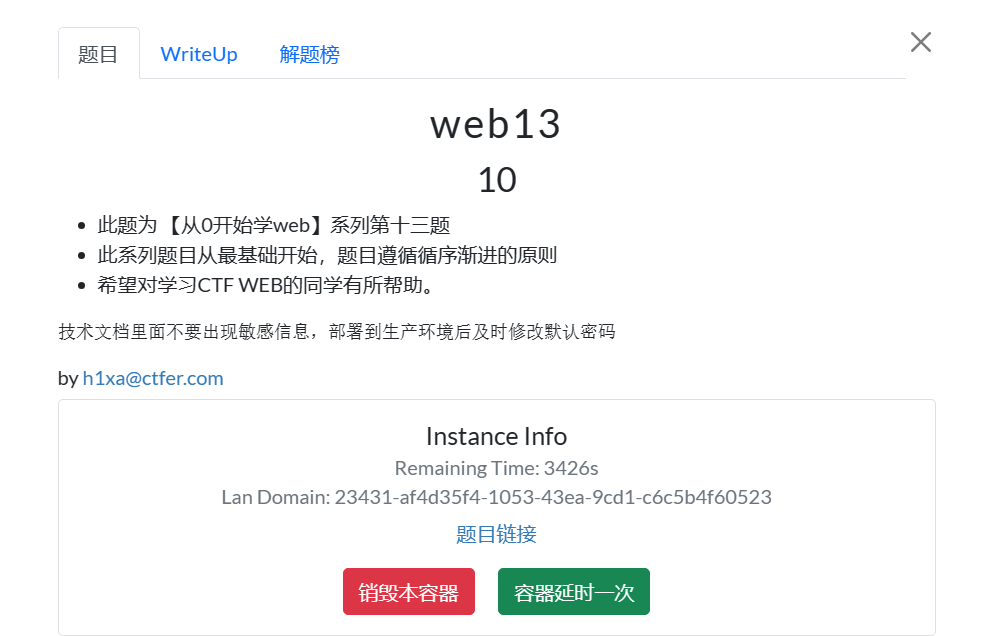 题目 WriteUp 解题榜
web13
10
此题为 【从0开始学web】系列第十三题
此系列题目从最基础开始，题目遵循循序渐进的原则
希望对学习CTF WEB的同学有所帮助。
技术文档里面不要出现敏感信息，部署到生产环境后及时修改默认密码
by h1xa@ctfer.com
Instance Info
Remaining Time: 3426s
Lan Domain: 23431-af4d35f4-1053-43ea-9cd1-c6c5b4f60523
题目链接
销毁本容器 容器延时一次